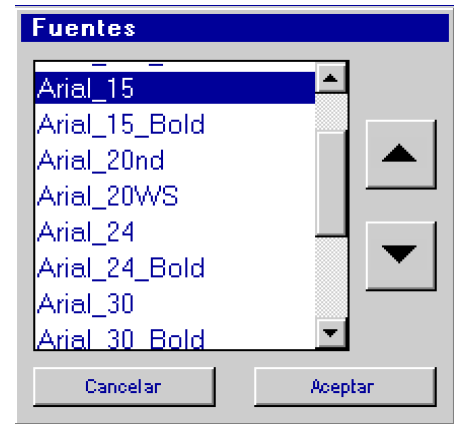 Fuentes
Arial_15
Arial_15_Bold
Arial_20nd
Arial_20WS
Arial_24
Arial_24_Bold
Arial_30
Arial_30_Bold
Cancelar
Aceptar